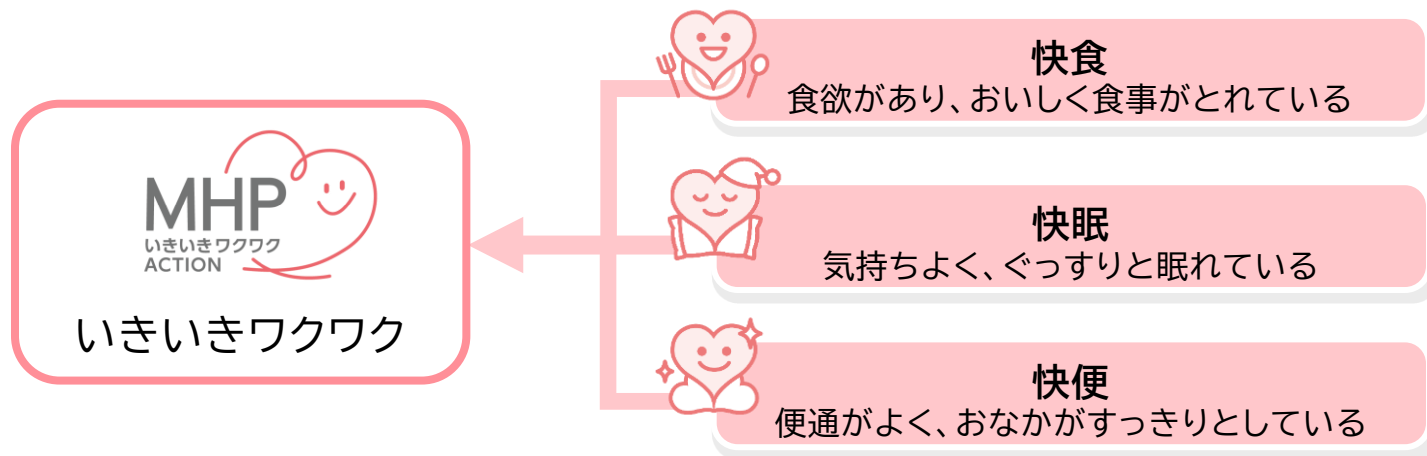 MHP
いきいきワクワク
ACTION
いきいきワクワク
快食
食欲があり、おいしく食事がとれている
快眠
気持ちよく、ぐっすりと眠れている
快便
便通がよく、おなかがすっきりとしている